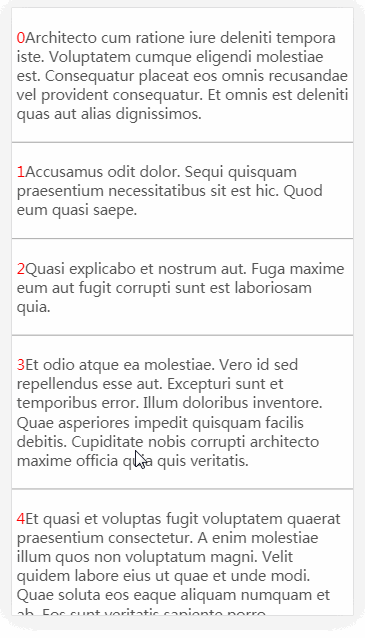 0Architecto cum ratione iure deleniti tempora
iste. Voluptatem cumque eligendi molestiae
est. Consequatur placeat eos omnis recusandae
vel provident consequatur. Et omnis est deleniti
quas aut alias dignissimos.
1Accusamus odit dolor. Sequi quisquam
praesentium necessitatibus sit est hic. Quod
eum quasi saepe.
2Quasi explicabo et nostrum aut. Fuga maxime
eum aut fugit corrupti sunt est laboriosam
quia.
3Et odio atque ea molestiae. Vero id sed
repellendus esse aut. Excepturi sunt et
temporibus error. Illum doloribus inventore.
Quae asperiores impedit quisquam facilis
debitis. Cupiditate nobis corrupti architecto
maxime officia quia quis veritatis.
4Et quasi et voluptas fugit voluptatem quaerat
praesentium consectetur. A enim molestiae
illum quos non voluptatum magni. Velit
quidem labore eius ut quae et unde modi.
Quae soluta eos eaque aliquam numquam et
ab. Eos sunt veritatis sapiente porro